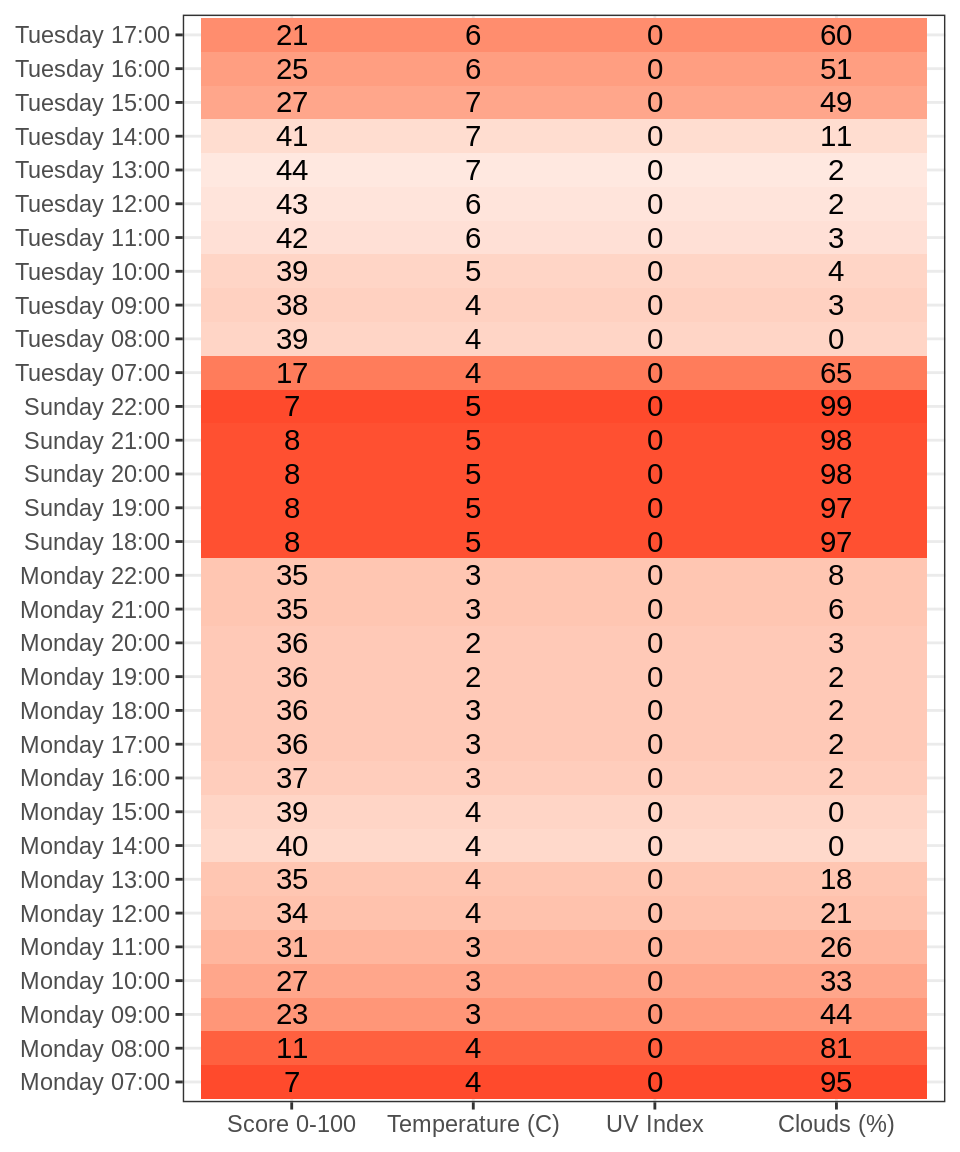 Tuesday 17:00 21 6 0 60
Tuesday 16:00 25 6 0 51
Tuesday 15:00 27 7 0 49
Tuesday 14:00 41 7 0 11
Tuesday 13:00 44 7 0 2
Tuesday 12:00 43 6 0 2
Tuesday 11:00 42 6 0 3
Tuesday 10:00 39 5 0 4
Tuesday 09:00 38 4 0 3
Tuesday 08:00 39 4 0 0
Tuesday 07:00 17 4 0 65
Sunday 22:00 7 5 0 99
Sunday 21:00 8 5 0 98
Sunday 20:00 8 5 0 98
Sunday 19:00 8 5 0 97
Sunday 18:00 8 5 0 97
Monday 22:00 35 3 0 8
Monday 21:00 35 3 0 6
Monday 20:00 36 2 0 3
Monday 19:00 36 2 0 2
Monday 18:00 36 3 0 2
Monday 17:00 36 3 0 2
Monday 16:00 37 3 0 2
Monday 15:00 39 4 0 0
Monday 14:00 40 4 0 0
Monday 13:00 35 4 0 18
Monday 12:00 34 4 0 21
Monday 11:00 31 3 0 26
Monday 10:00 27 3 0 33
Monday 09:00 23 3 0 44
Monday 08:00 11 4 0 81
Monday 07:00 7 4 0 95
Score 0-100 Temperature (C) UV Index Clouds (%)